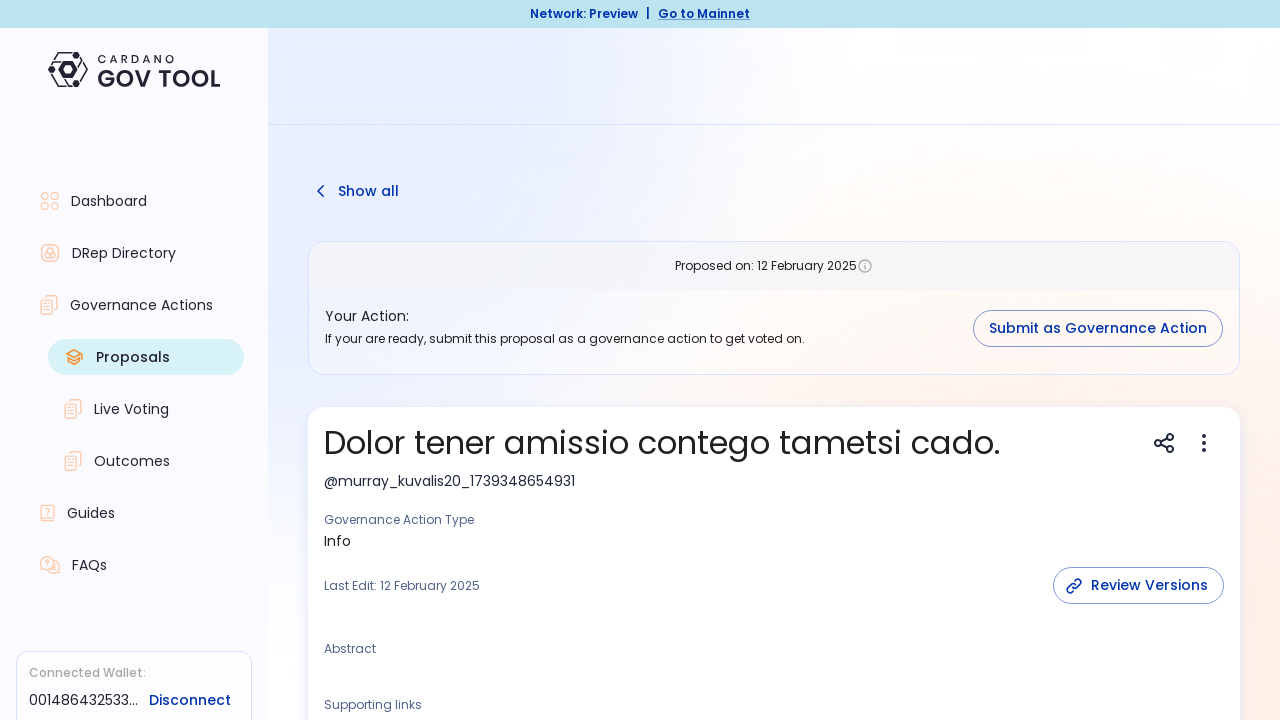 Network: Preview | Go to Mainnet
CARDANO
GOV TOOL
Dashboard
DRep Directory
Governance Actions
Proposals
Live Voting
Outcomes
Guides
FAQs
Connected Wallet:
001486432533... Disconnect
Show all
Proposed on: 12 February 2025
Your Action:
If your are ready, submit this proposal as a governance action to get voted on.
Submit as Governance Action
Dolor tener amissio contego tametsi cado.
@murray_kuvalis20_1739348654931
Governance Action Type
Info
Last Edit: 12 February 2025
Review Versions
Abstract
Supporting links